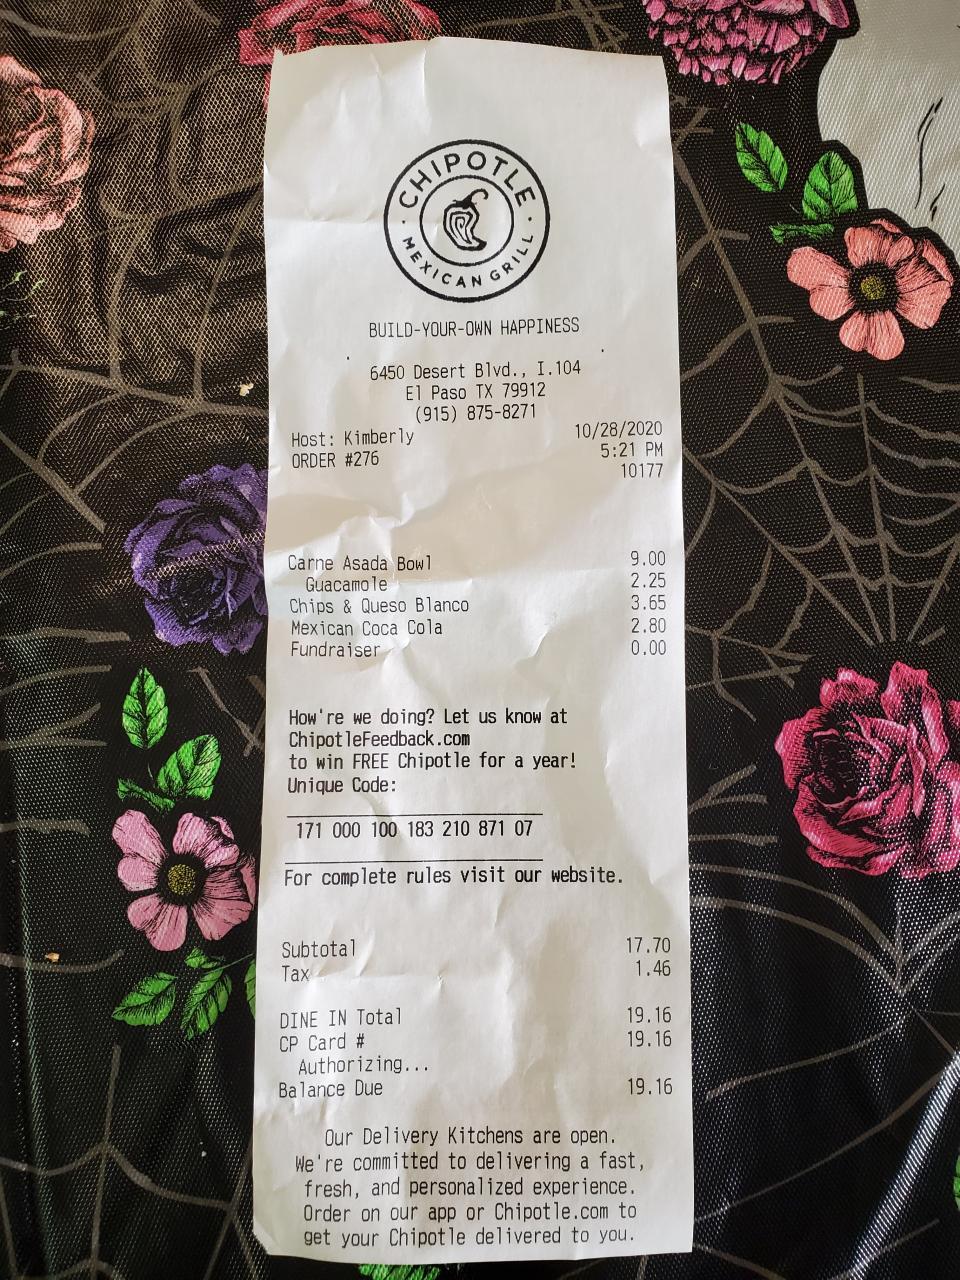 CHIPOTLE
MEXICAN GRILL
BUILD-YOUR-OWN HAPPINESS
6450 Desert Blvd., I.104
El Paso TX 79912
(915) 875-8271
Host: Kimberly 10/28/2020
ORDER #276 5:21 PM
10177
Carne Asada Bowl 9.00
Guacamole 2.25
Chips & Queso Blanco 3.65
Mexican Coca Cola 2.80
Fundraiser 0.00
How're we doing? Let us know at
ChipotleFeedback.com
to win FREE Chipotle for a year!
Unique Code:
171 000 100 183 210 871 07
For complete rules visit our website.
Subtotal 17.70
Tax 1.46
DINE IN Total 19.16
CP Card # 19.16
Authorizing...
Balance Due 19.16
Our Delivery Kitchens are open.
We're committed to delivering a fast,
fresh, and personalized experience.
Order on our app or Chipotle.com to
get your Chipotle delivered to you.